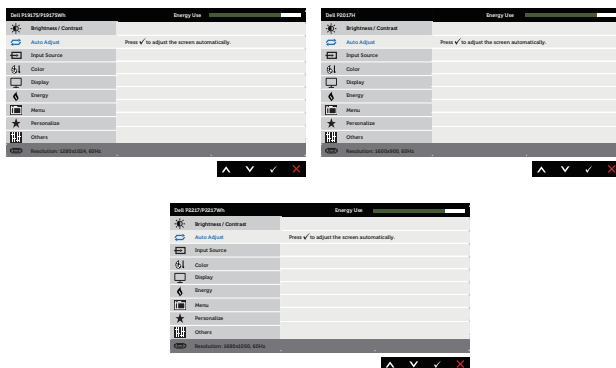 Dell P1917S/P1917SWh Energy Use
Brightness / Contrast
Auto Adjust Press ✓ to adjust the screen automatically.
Input Source
Color
Display
Energy
Menu
Personalize
Others
Resolution: 1280x1024, 60Hz
Dell P2017H Energy Use
Brightness / Contrast
Auto Adjust Press ✓ to adjust the screen automatically.
Input Source
Color
Display
Energy
Menu
Personalize
Others
Resolution: 1600x900, 60Hz
Dell P2217/P2217Wh Energy Use
Brightness / Contrast
Auto Adjust Press ✓ to adjust the screen automatically.
Input Source
Color
Display
Energy
Menu
Personalize
Others
Resolution: 1680x1050, 60Hz